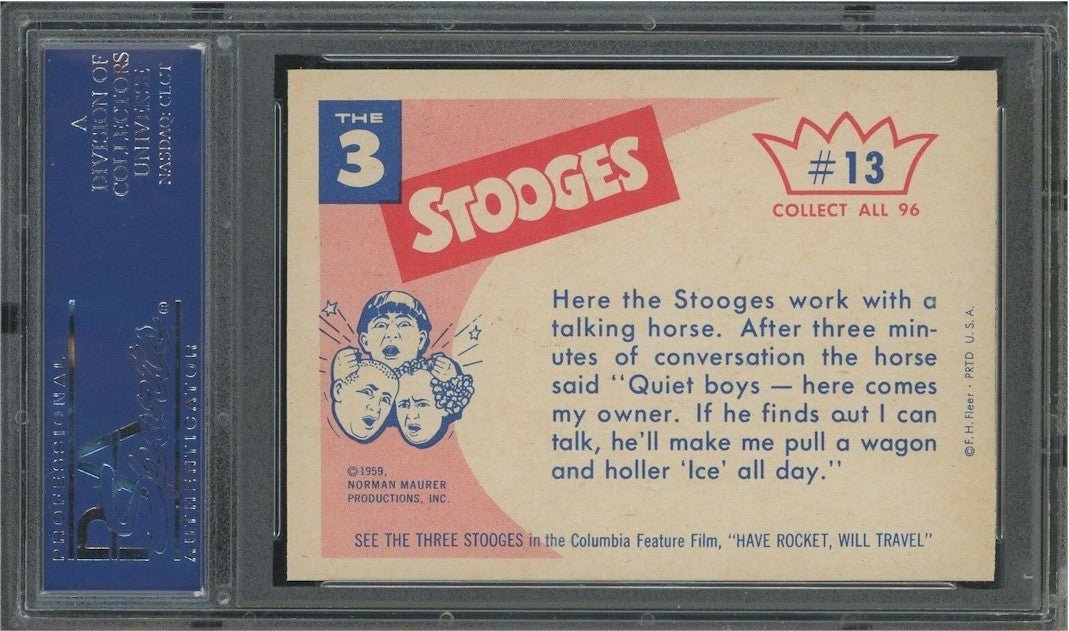 A
DIVISION OF
COLLECTORS
UNIVERSE
NASDAQ: CLCT
PROFESSIONAL
PSA
Sports
®
AUTHENTICATOR
THE
3
STOOGES
#13
COLLECT ALL 96
Here the Stooges work with a
talking horse. After three min-
utes of conversation the horse
said "Quiet boys — here comes
my owner. If he finds out I can
talk, he'll make me pull a wagon
and holler 'Ice' all day."
© F. H. Fleer · PRTD U. S. A.
© 1959,
NORMAN MAURER
PRODUCTIONS, INC.
SEE THE THREE STOOGES in the Columbia Feature Film, "HAVE ROCKET, WILL TRAVEL"